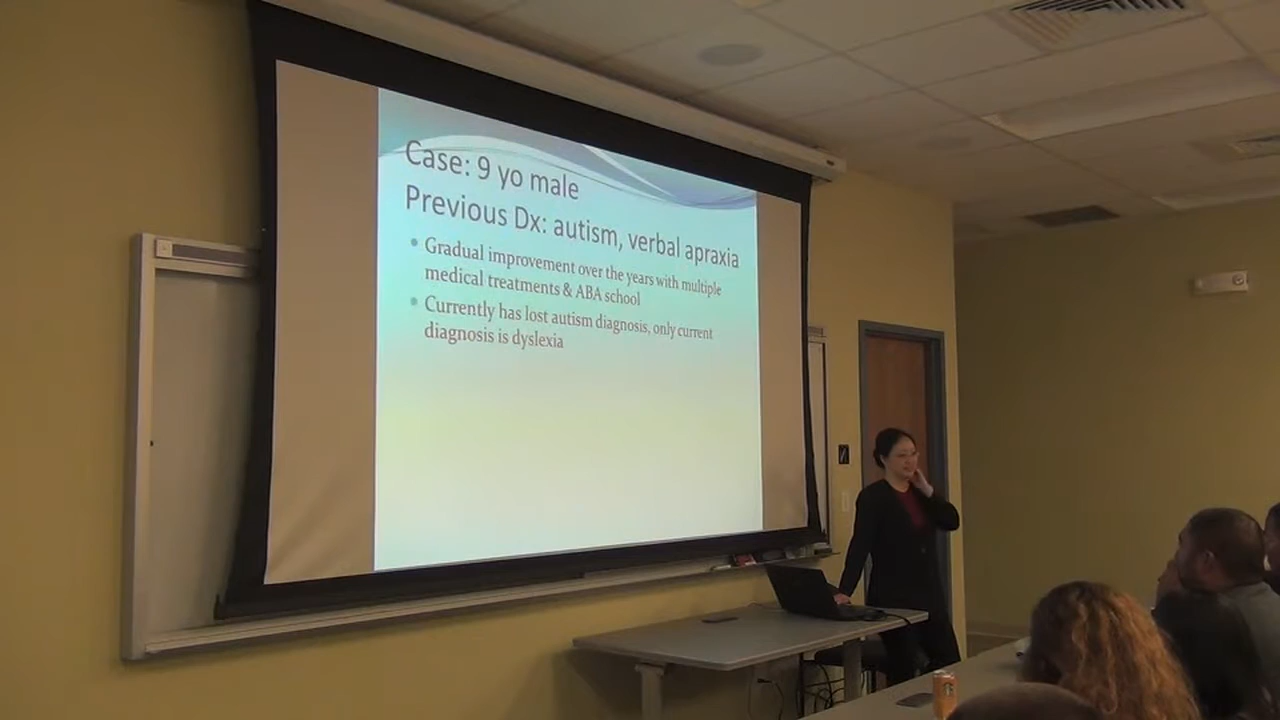 Case: 9 yo male
Previous Dx: autism, verbal apraxia
• Gradual improvement over the years with multiple
medical treatments & ABA school
• Currently has lost autism diagnosis, only current
diagnosis is dyslexia